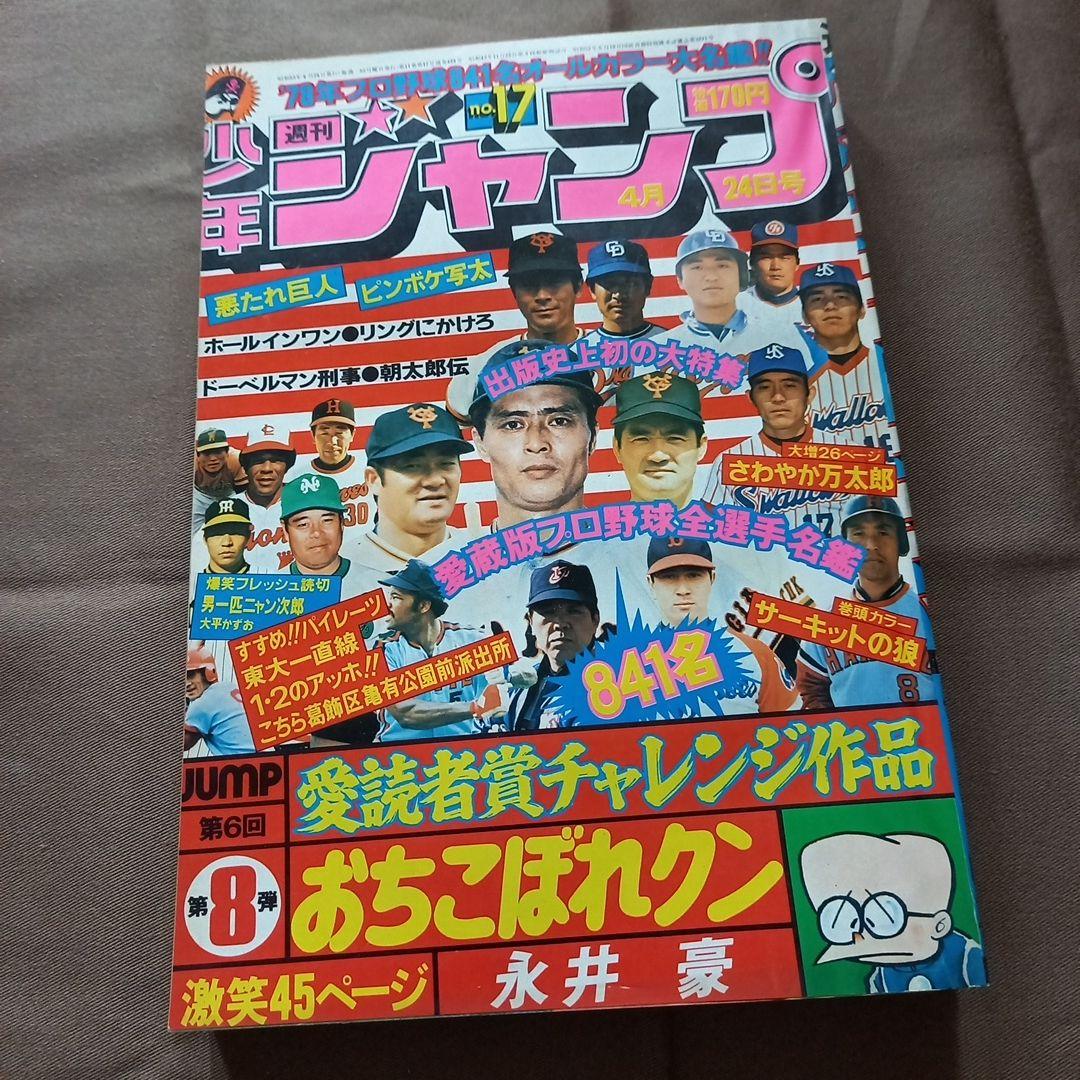 '78年プロ野球841名オールカラー大名鑑!!
週刊
少年
ジャンプ
no.17
特価170円
4月24日号
悪たれ巨人
ピンボケ写太
ホールインワン●リングにかけろ
ドーベルマン刑事●朝太郎伝
出版史上初の大特集
大増26ページ
さわやか万太郎
愛蔵版プロ野球全選手名鑑
841名
爆笑フレッシュ読切
男一匹ニャン次郎
大平かずお
すすめ!!パイレーツ
東大一直線
1・2のアッホ!!
こちら葛飾区亀有公園前派出所
巻頭カラー
サーキットの狼
JUMP
第6回
愛読者賞チャレンジ作品
第8弾
おちこぼれクン
激笑45ページ
永井豪